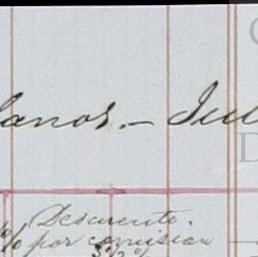 lanos.— Jul
Descuento.
% por comision